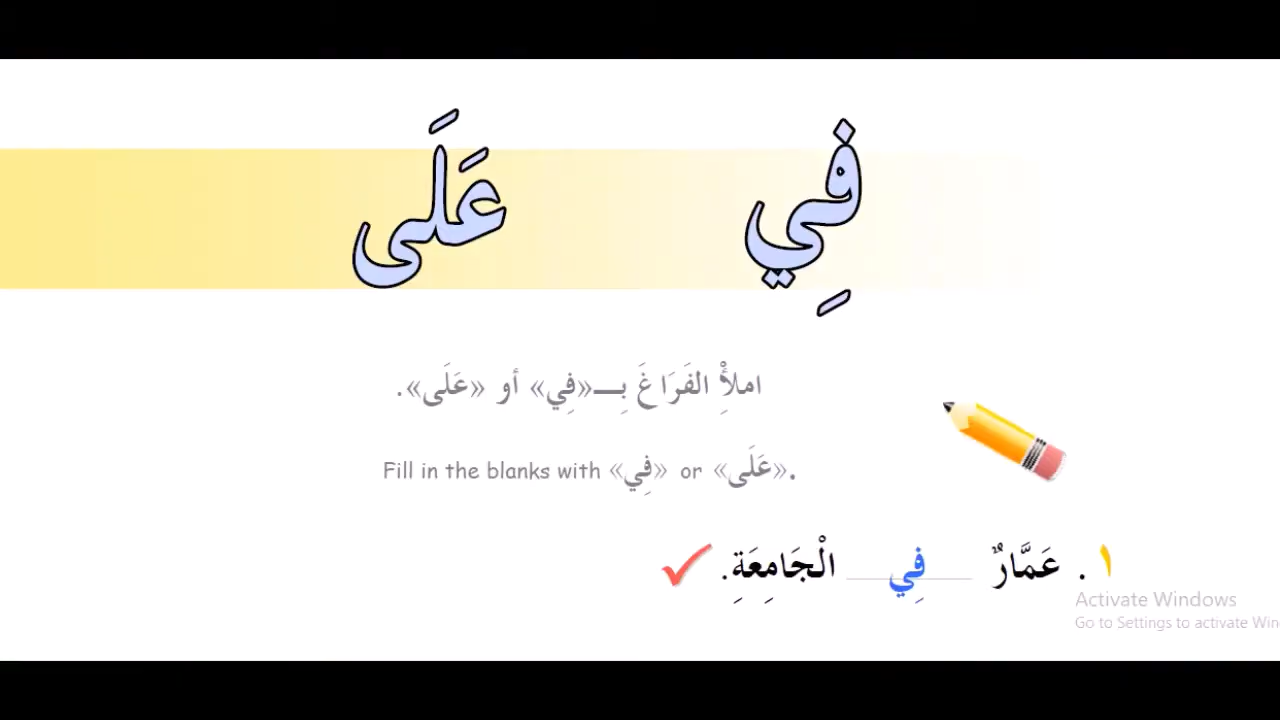 فِي عَلَى
املأِْ الفَرَاغَ بِـــ«فِي» أو «عَلَى».
Fill in the blanks with «فِي» or «عَلَى».
١. عَمَّارٌ فِي الْجَامِعَةِ.
Activate Windows
Go to Settings to activate Win